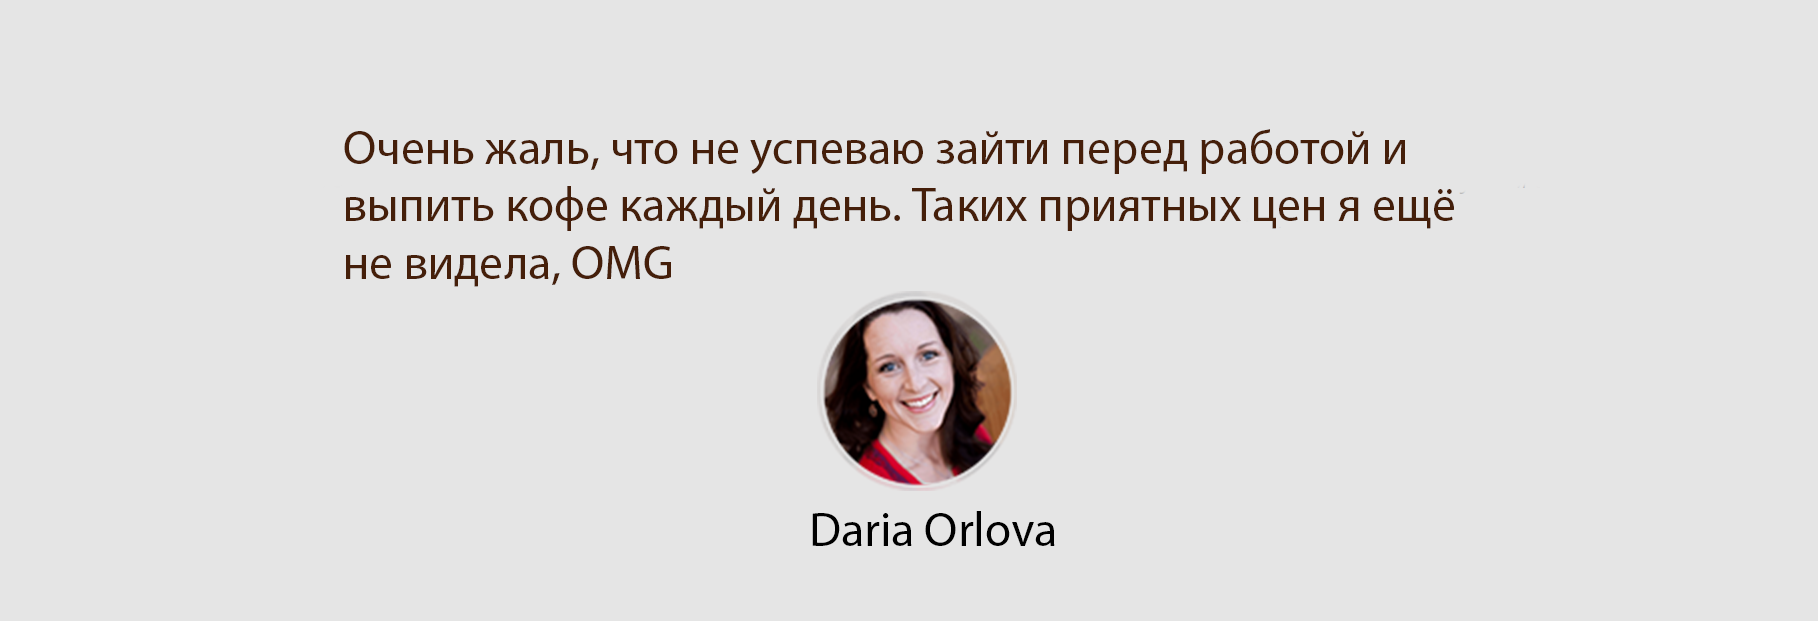 Очень жаль, что не успеваю зайти перед работой и
выпить кофе каждый день. Таких приятных цен я ещё
не видела, OMG
Daria Orlova